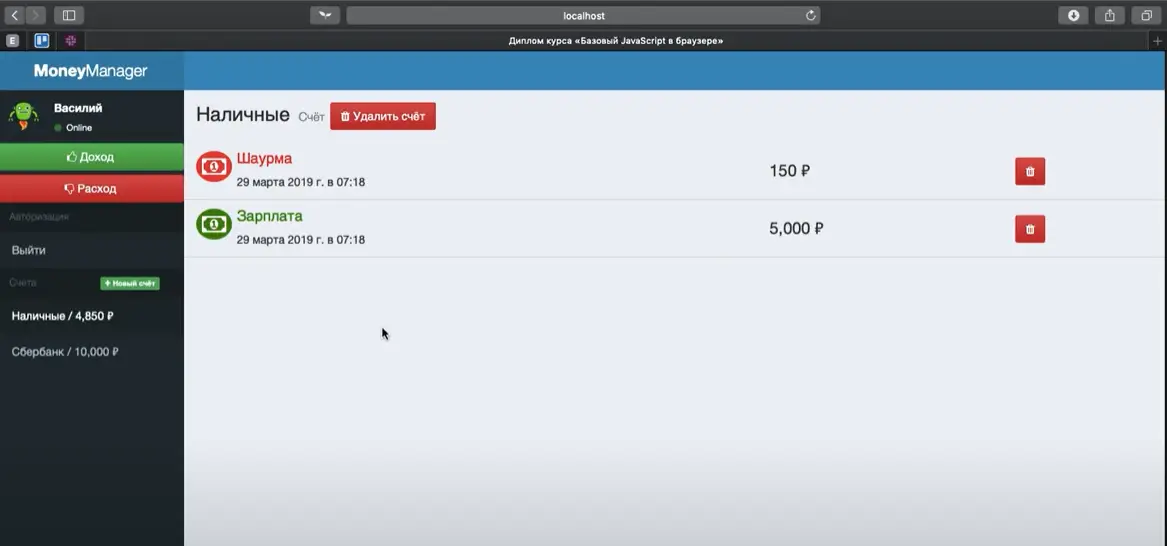 localhost
E
Диплом курса «Базовый JavaScript в браузере»
MoneyManager
Василий
Online
Доход
Расход
Авторизация
Выйти
Счета
+ Новый счёт
Наличные / 4,850 ₽
Сбербанк / 10,000 ₽
Наличные Счёт Удалить счёт
Шаурма
29 марта 2019 г. в 07:18
150 ₽
Зарплата
29 марта 2019 г. в 07:18
5,000 ₽